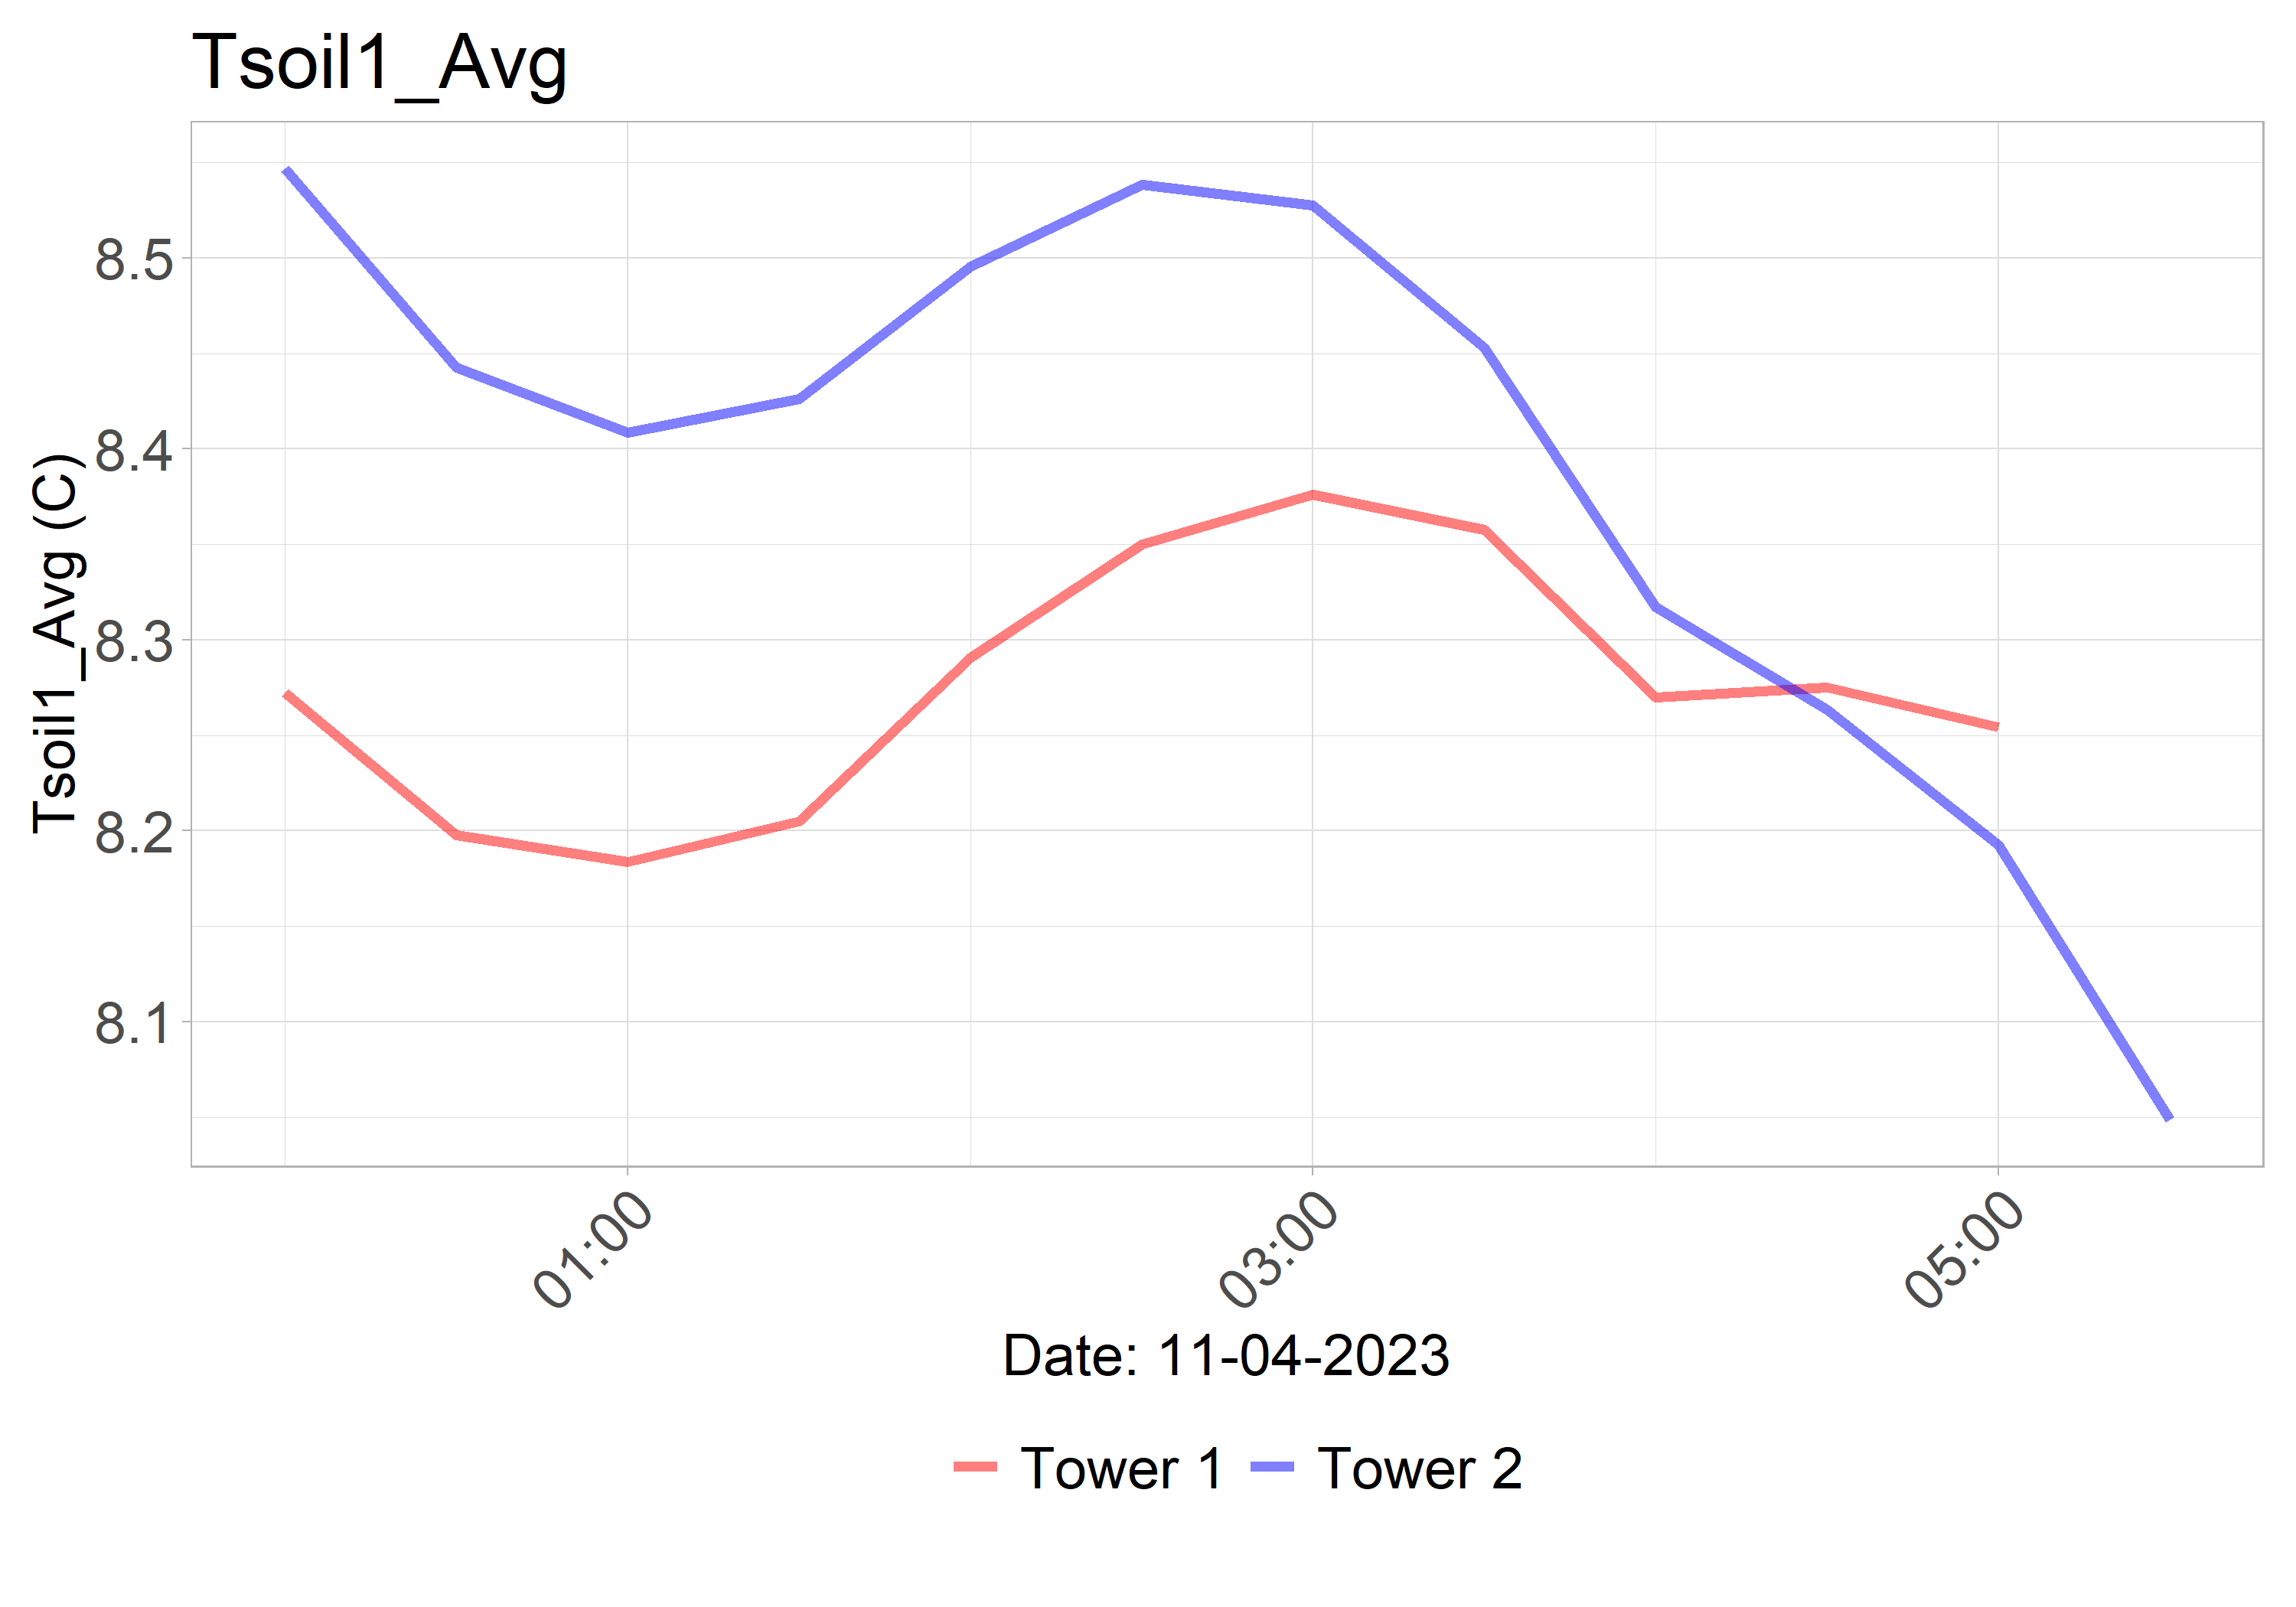 Tsoil1_Avg
Tsoil1_Avg (C)
8.5
8.4
8.3
8.2
8.1
01:00
03:00
05:00
Date: 11-04-2023
Tower 1
Tower 2